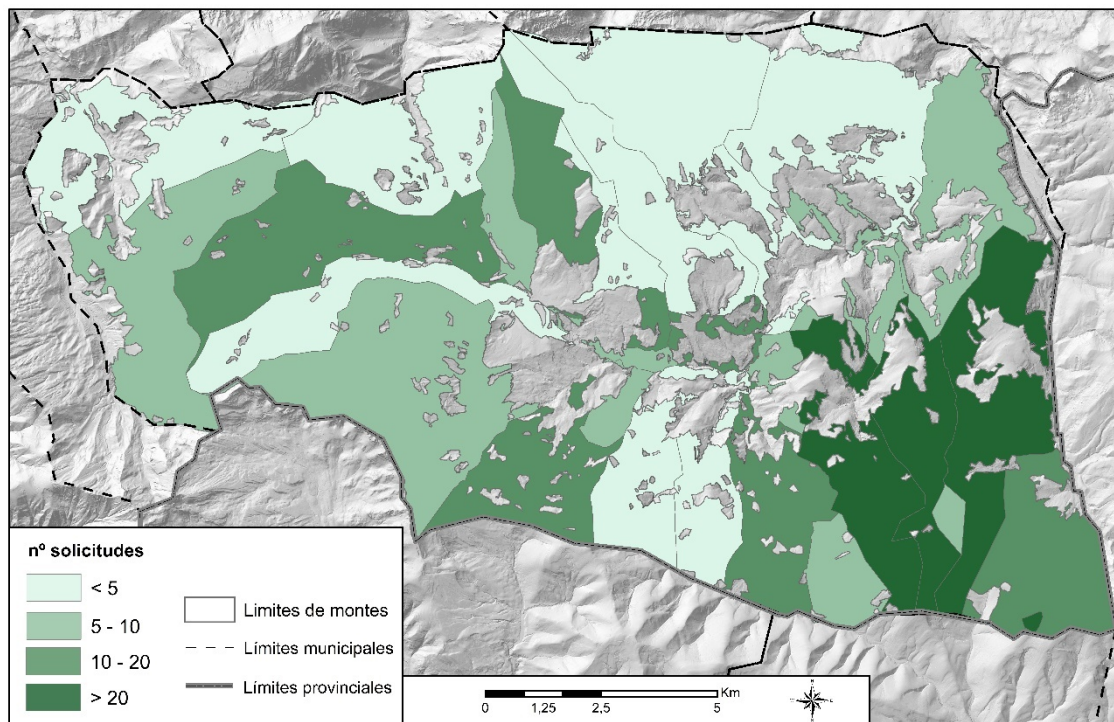 nº solicitudes
< 5
5 - 10
10 - 20
> 20
Limites de montes
Límites municipales
Límites provinciales
Km
0 1,25 2,5 5